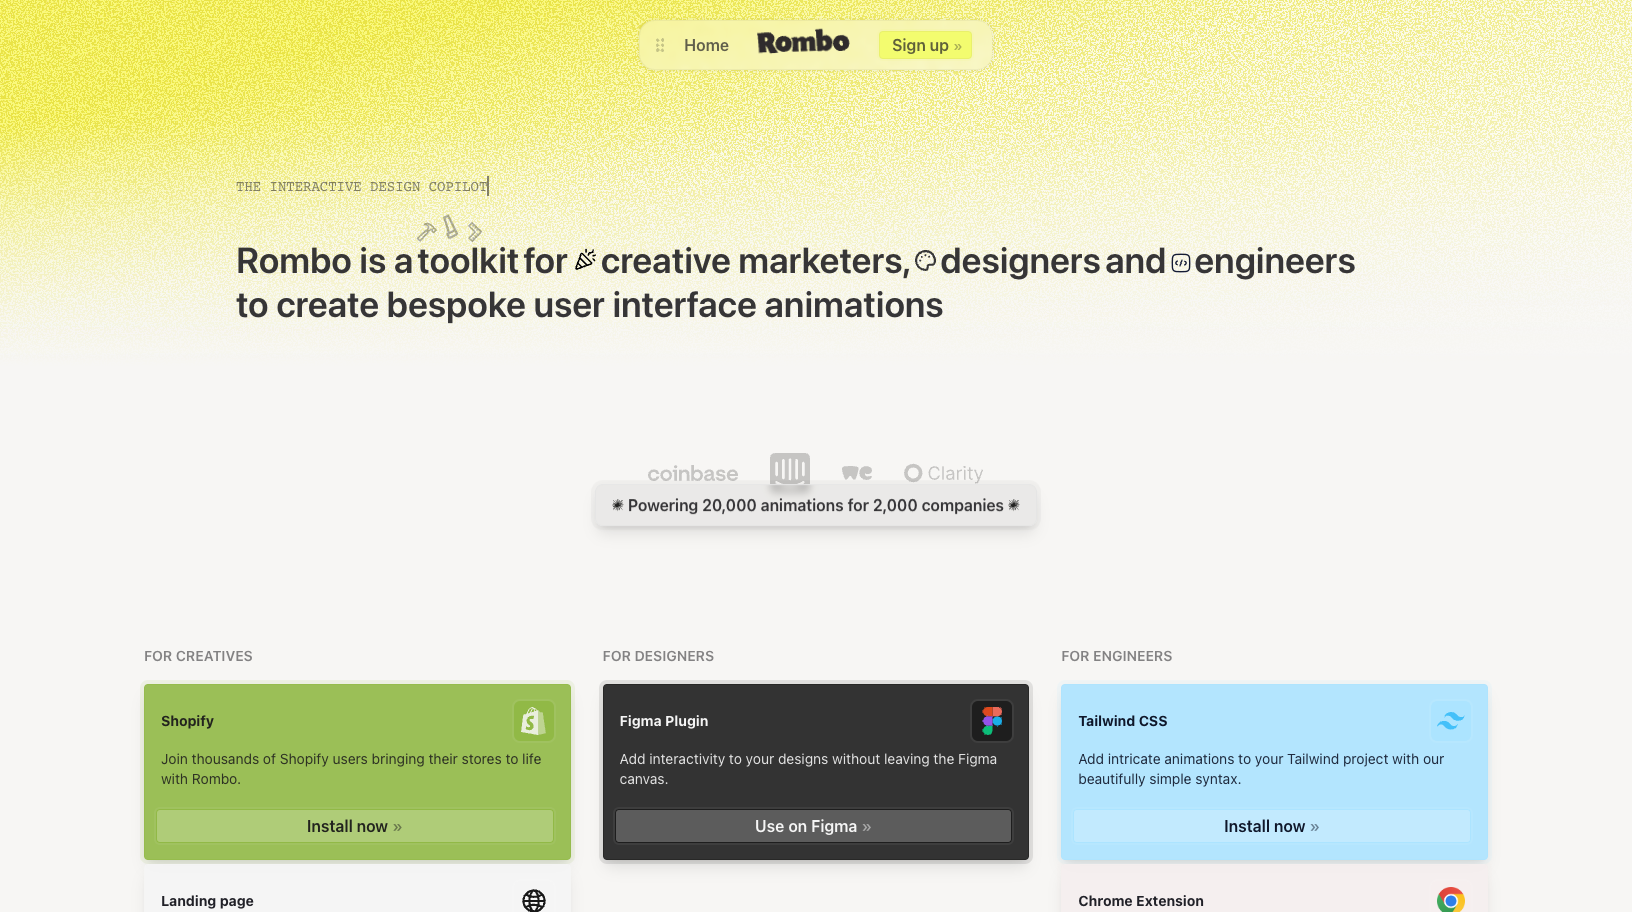 Home
Rombo
Sign up »
THE INTERACTIVE DESIGN COPILOT
Rombo is a toolkit for creative marketers, designers and engineers
to create bespoke user interface animations
coinbase
we
Clarity
Powering 20,000 animations for 2,000 companies
FOR CREATIVES
Shopify
Join thousands of Shopify users bringing their stores to life
with Rombo.
Install now »
Landing page
FOR DESIGNERS
Figma Plugin
Add interactivity to your designs without leaving the Figma
canvas.
Use on Figma »
FOR ENGINEERS
Tailwind CSS
Add intricate animations to your Tailwind project with our
beautifully simple syntax.
Install now »
Chrome Extension